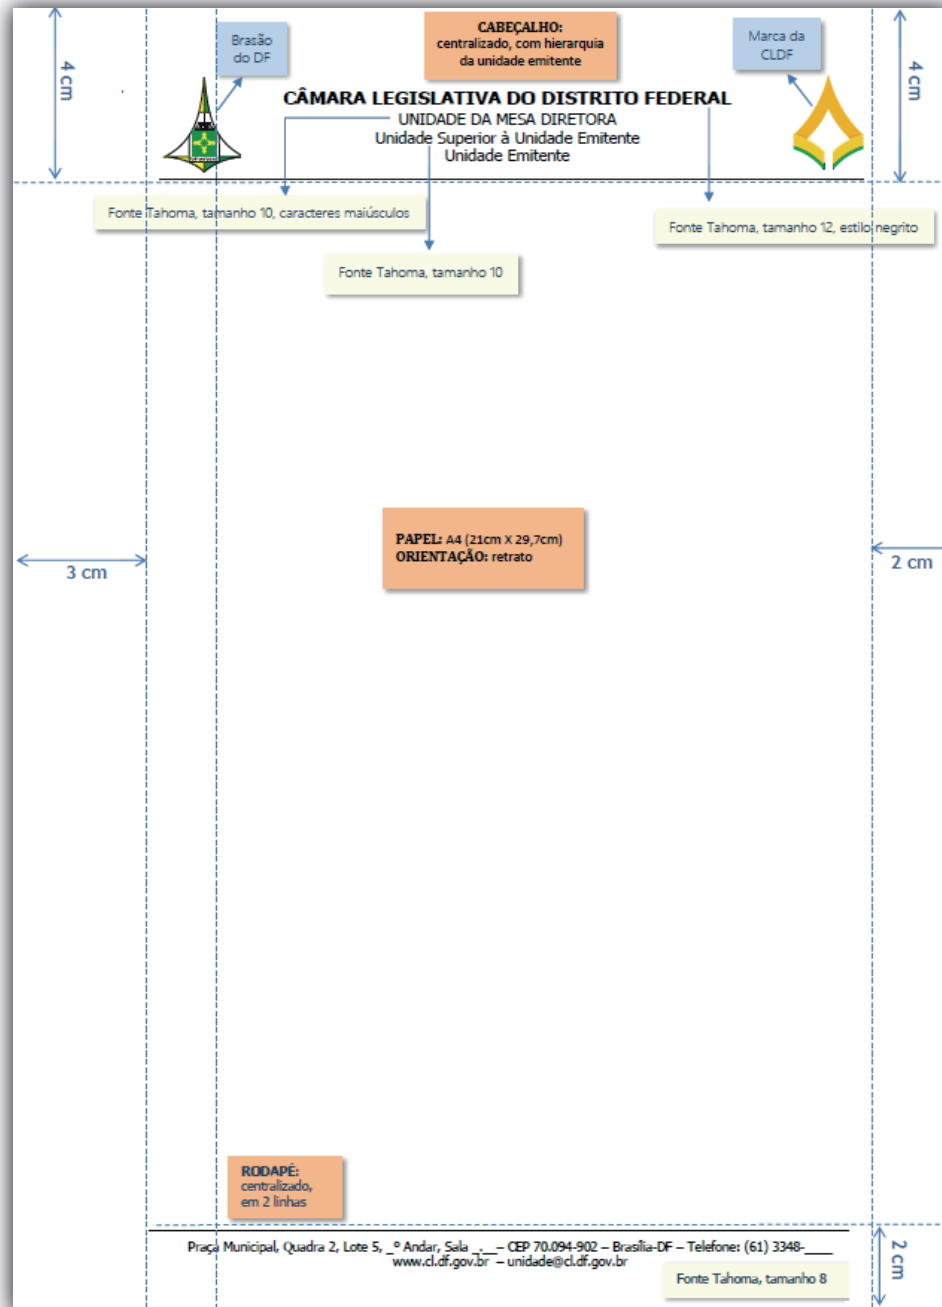 Brasão
do DF
CABEÇALHO:
centralizado, com hierarquia
da unidade emitente
Marca da
CLDF
4 cm
4 cm
CÂMARA LEGISLATIVA DO DISTRITO FEDERAL
UNIDADE DA MESA DIRETORA
Unidade Superior à Unidade Emitente
Unidade Emitente
Fonte Tahoma, tamanho 10, caracteres maiúsculos
Fonte Tahoma, tamanho 12, estilo negrito
Fonte Tahoma, tamanho 10
PAPEL: A4 (21cm X 29,7cm)
ORIENTAÇÃO: retrato
3 cm
2 cm
RODAPÉ:
centralizado,
em 2 linhas
Praça Municipal, Quadra 2, Lote 5, _º Andar, Sala _.__ – CEP 70.094-902 – Brasília-DF – Telefone: (61) 3348-____
www.cl.df.gov.br – unidade@cl.df.gov.br
2 cm
Fonte Tahoma, tamanho 8